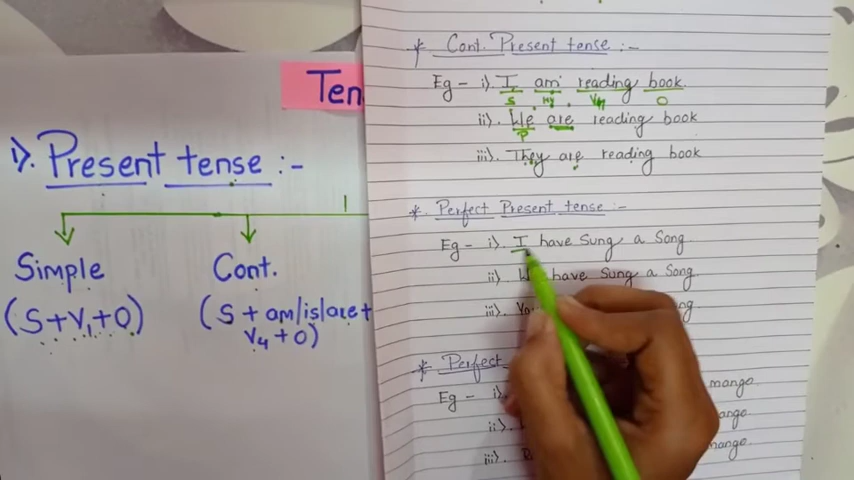 Ten
i). Present tense :-
Simple
(S+V1+O)
Cont.
(S + am/is/are +
V4 + O)
* Cont. Present tense :-
Eg - i). I am reading book.
S HV V4 O
ii). We are reading book
P
iii). They are reading book
* Perfect Present tense :-
Eg - i). I have Sung a Song.
ii) have Sung a Song.
iii).
* Perfect
Eg - i).
mango.
ii).
iii).